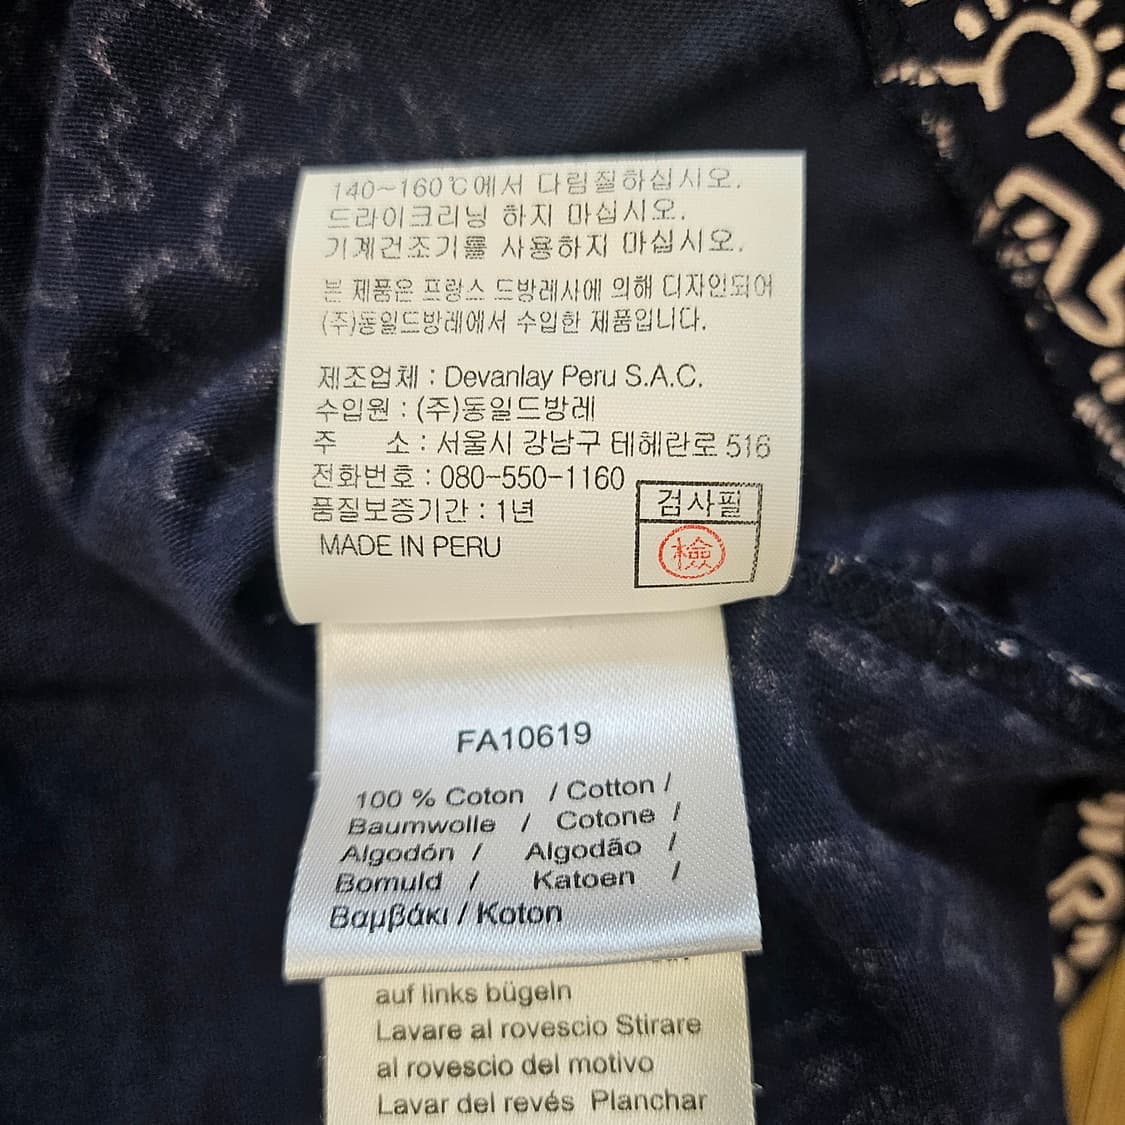 140~160℃에서 다림질하십시오.
드라이크리닝 하지 마십시오.
기계건조기를 사용하지 마십시오.
본 제품은 프랑스 드방레사에 의해 디자인되어
(주)동일드방레에서 수입한 제품입니다.
제조업체 : Devanlay Peru S.A.C.
수입원 : (주)동일드방레
주 소 : 서울시 강남구 테헤란로 516
전화번호 : 080-550-1160
품질보증기간 : 1년
검사필
MADE IN PERU
檢
FA10619
100 % Coton / Cotton /
Baumwolle / Cotone /
Algodón / Algodão /
Bomuld / Katoen /
Βαμβάκι / Koton
auf links bügeln
Lavare al rovescio Stirare
al rovescio del motivo
Lavar del revés Planchar